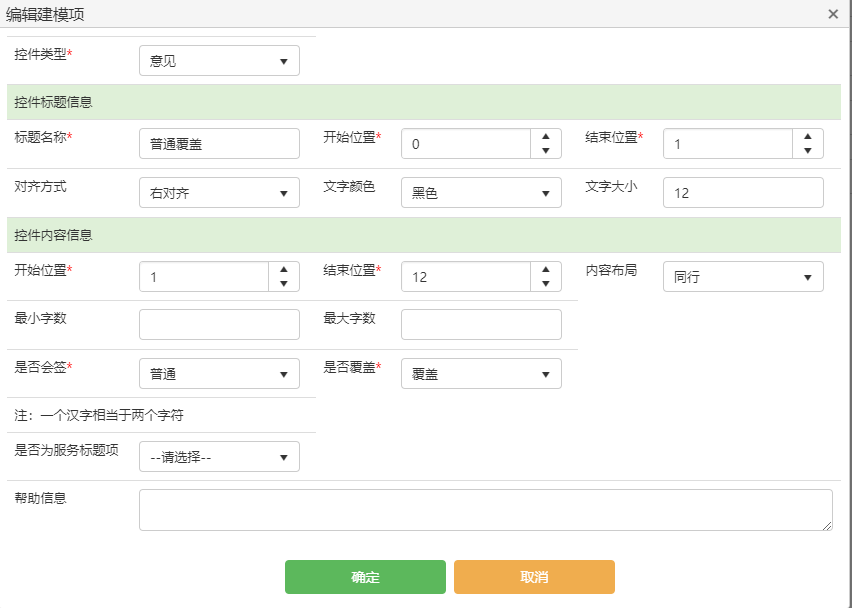 编辑建模项 ×
控件类型* 意见
控件标题信息
标题名称* 普通覆盖 开始位置* 0 结束位置* 1
对齐方式 右对齐 文字颜色 黑色 文字大小 12
控件内容信息
开始位置* 1 结束位置* 12 内容布局 同行
最小字数 最大字数
是否会签* 普通 是否覆盖* 覆盖
注：一个汉字相当于两个字符
是否为服务标题项 --请选择--
帮助信息
确定 取消